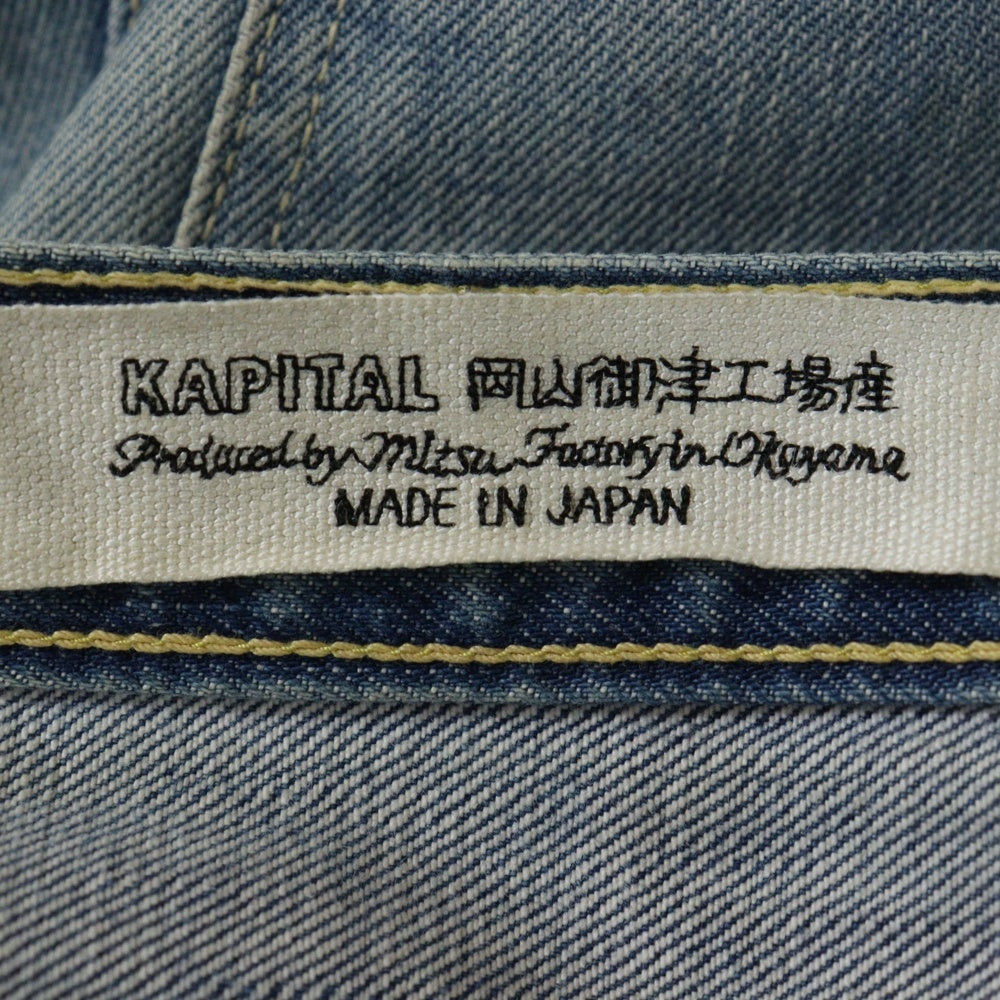 KAPITAL 岡山御津工場産
Produced by Mitsu Factory in Okayama
MADE IN JAPAN